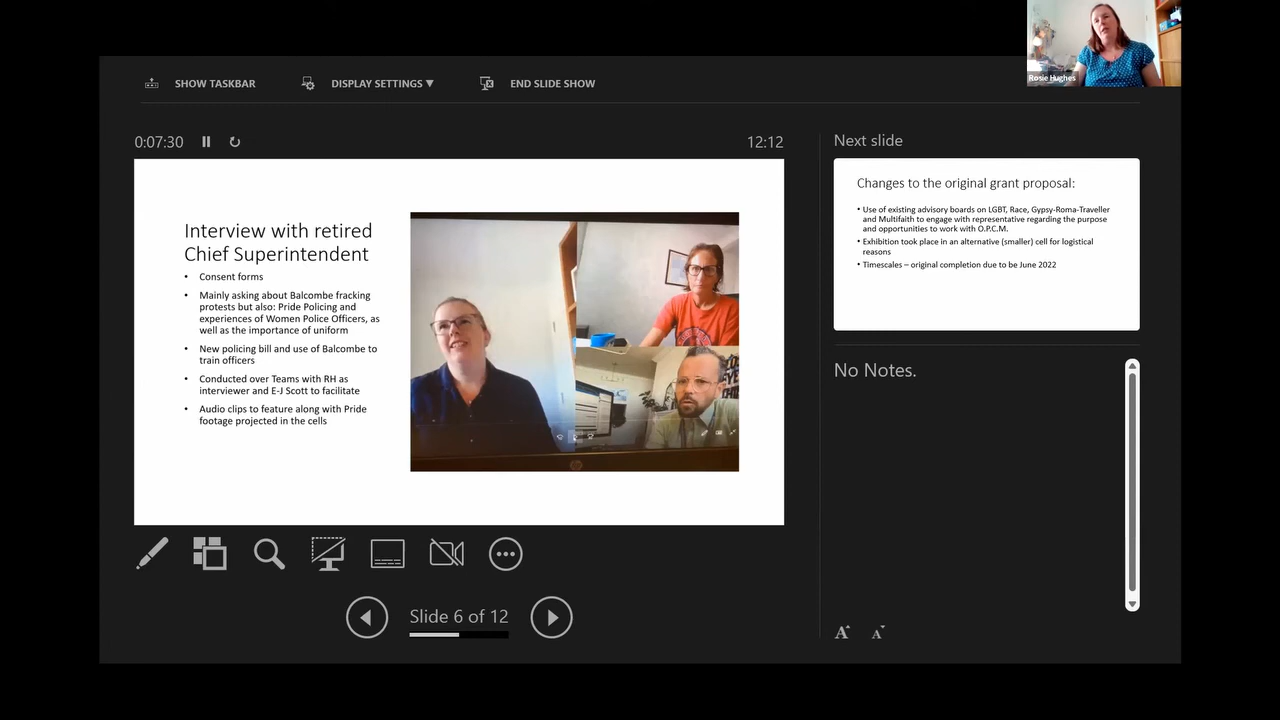 Rosie Hughes
SHOW TASKBAR
DISPLAY SETTINGS ▼
END SLIDE SHOW
0:07:30
12:12
Interview with retired
Chief Superintendent
• Consent forms
• Mainly asking about Balcombe fracking
protests but also: Pride Policing and
experiences of Women Police Officers, as
well as the importance of uniform
• New policing bill and use of Balcombe to
train officers
• Conducted over Teams with RH as
interviewer and E-J Scott to facilitate
• Audio clips to feature along with Pride
footage projected in the cells
Slide 6 of 12
Next slide
Changes to the original grant proposal:
• Use of existing advisory boards on LGBT, Race, Gypsy-Roma-Traveller
and Multifaith to engage with representative regarding the purpose
and opportunities to work with O.P.C.M.
• Exhibition took place in an alternative (smaller) cell for logistical
reasons
• Timescales – original completion due to be June 2022
No Notes.
A A